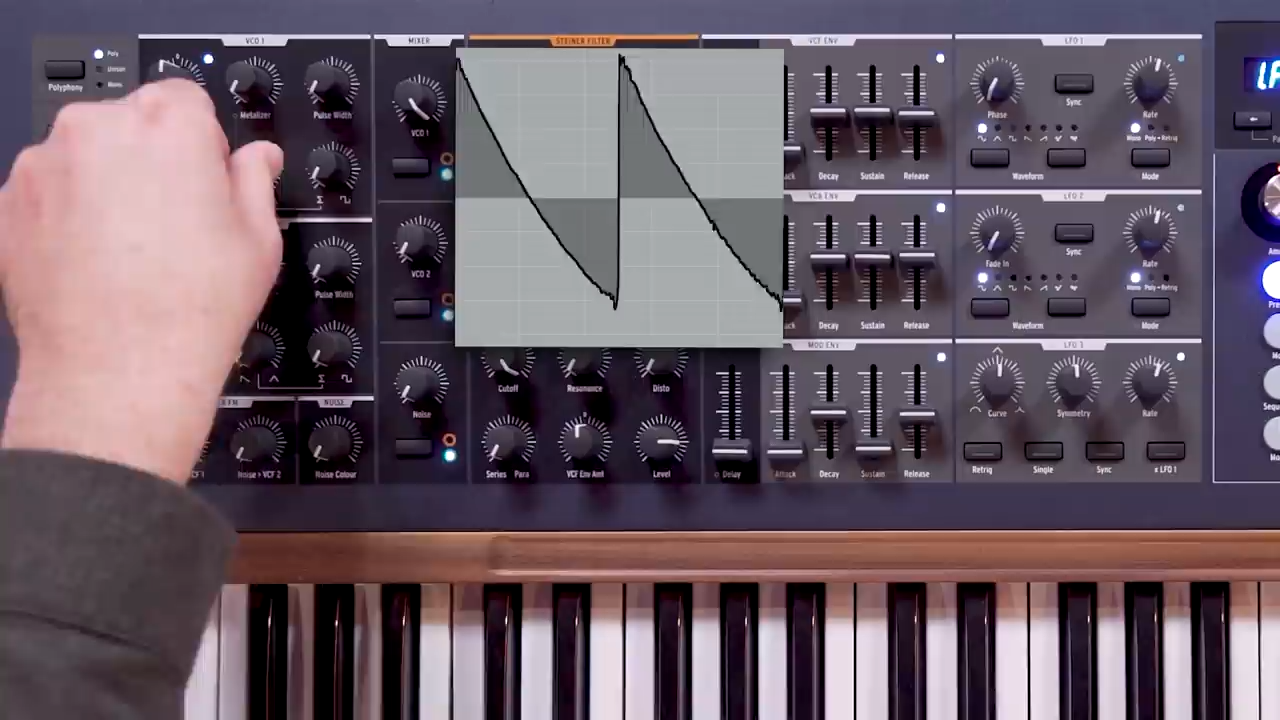 VCO 1
MIXER
STEINER FILTER
VCF ENV
LFO 1
Poly
Unison
Mono
Polyphony
Metalizer
Pulse Width
VCO 1
Phase
Sync
Rate
Mono Poly Retrig
Decay
Sustain
Release
Waveform
Mode
VCA ENV
LFO 2
Pulse Width
VCO 2
Fade In
Sync
Rate
Mono Poly Retrig
Decay
Sustain
Release
Waveform
Mode
MOD ENV
LFO 3
Cutoff
Resonance
Disto
Noise
Curve
Symmetry
Rate
NOISE
Noise > VCF 2
Noise Colour
Series Para
VCF Env Amt
Level
Delay
Attack
Decay
Sustain
Release
Retrig
Single
Sync